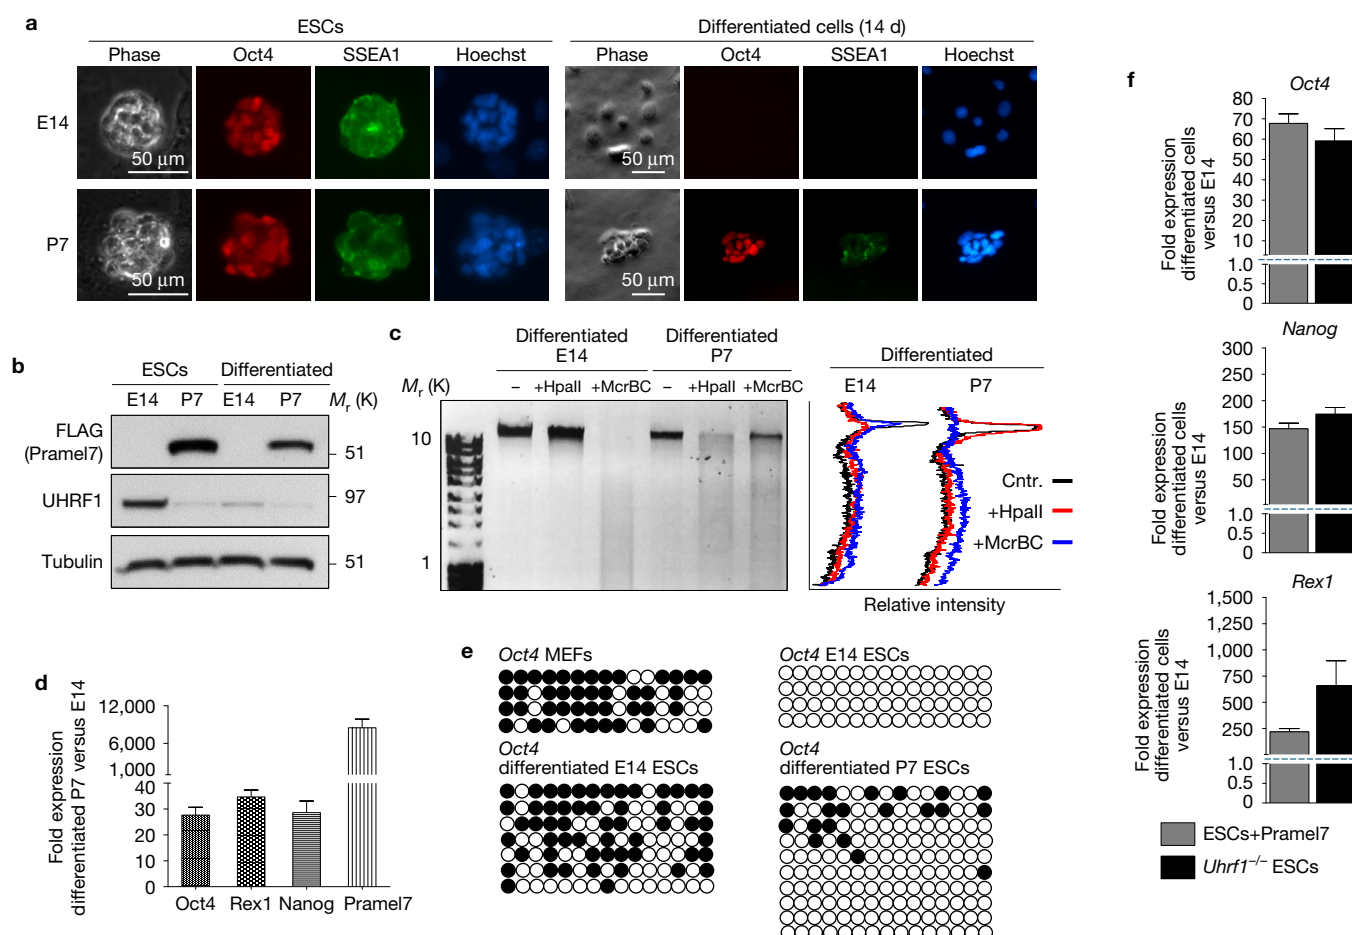 a
ESCs
Differentiated cells (14 d)
Phase Oct4 SSEA1 Hoechst Phase Oct4 SSEA1 Hoechst
E14
50 μm
50 μm
P7
50 μm
50 μm
b
ESCs Differentiated
E14 P7 E14 P7 Mr (K)
FLAG
(Pramel7)
51
UHRF1
97
Tubulin
51
c
Differentiated
E14
Differentiated
P7
Mr (K)
– +HpaII +McrBC – +HpaII +McrBC
10
1
Differentiated
E14 P7
Cntr.
+HpaII
+McrBC
Relative intensity
d
Fold expression
differentiated P7 versus E14
12,000
6,000
1,000
40
30
20
10
0
Oct4 Rex1 Nanog Pramel7
e
Oct4 MEFs
Oct4 E14 ESCs
Oct4
differentiated E14 ESCs
Oct4
differentiated P7 ESCs
f
Oct4
Fold expression
differentiated cells
versus E14
80
70
60
50
40
30
20
10
1.0
0.5
0
Nanog
Fold expression
differentiated cells
versus E14
300
250
200
150
100
50
1.0
0.5
0
Rex1
Fold expression
differentiated cells
versus E14
1,500
1,250
1,000
750
500
250
1.0
0.5
0
ESCs+Pramel7
Uhrf1–/– ESCs